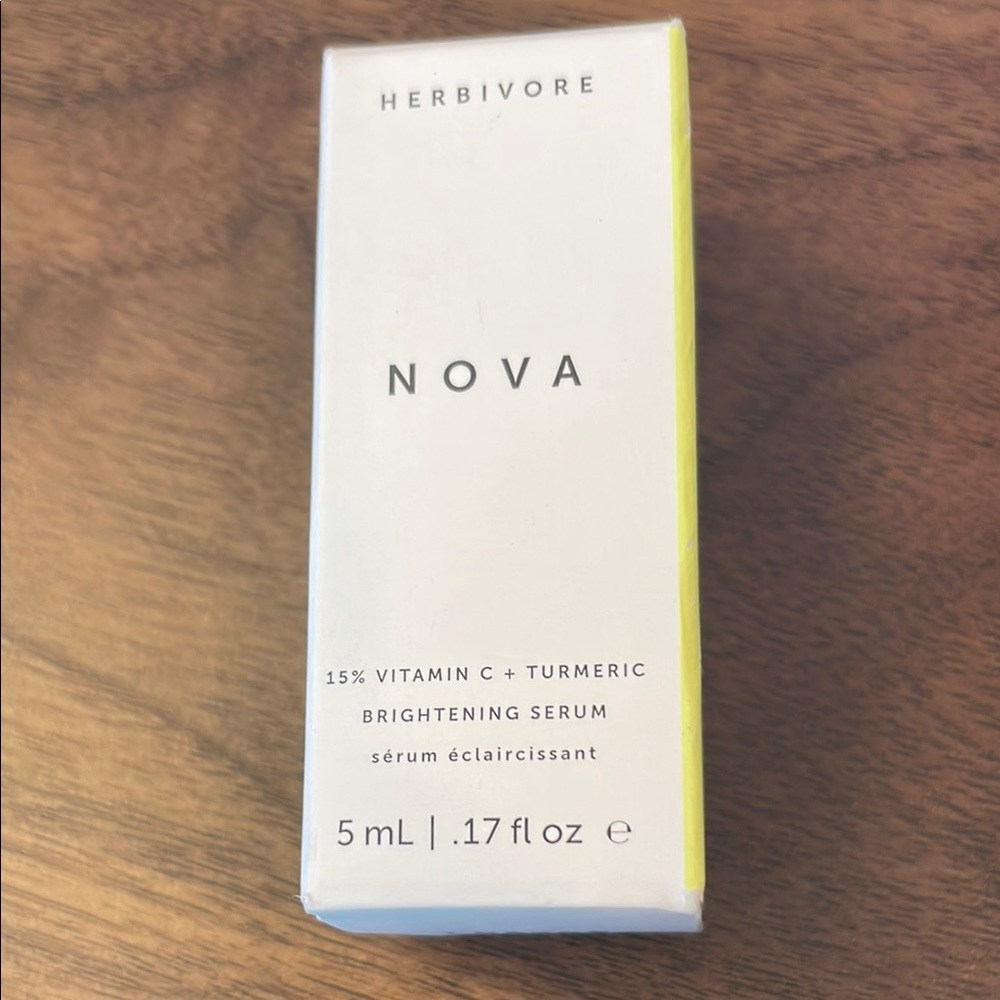 HERBIVORE
NOVA
15% VITAMIN C + TURMERIC
BRIGHTENING SERUM
sérum éclaircissant
5 mL | .17 fl oz ℮